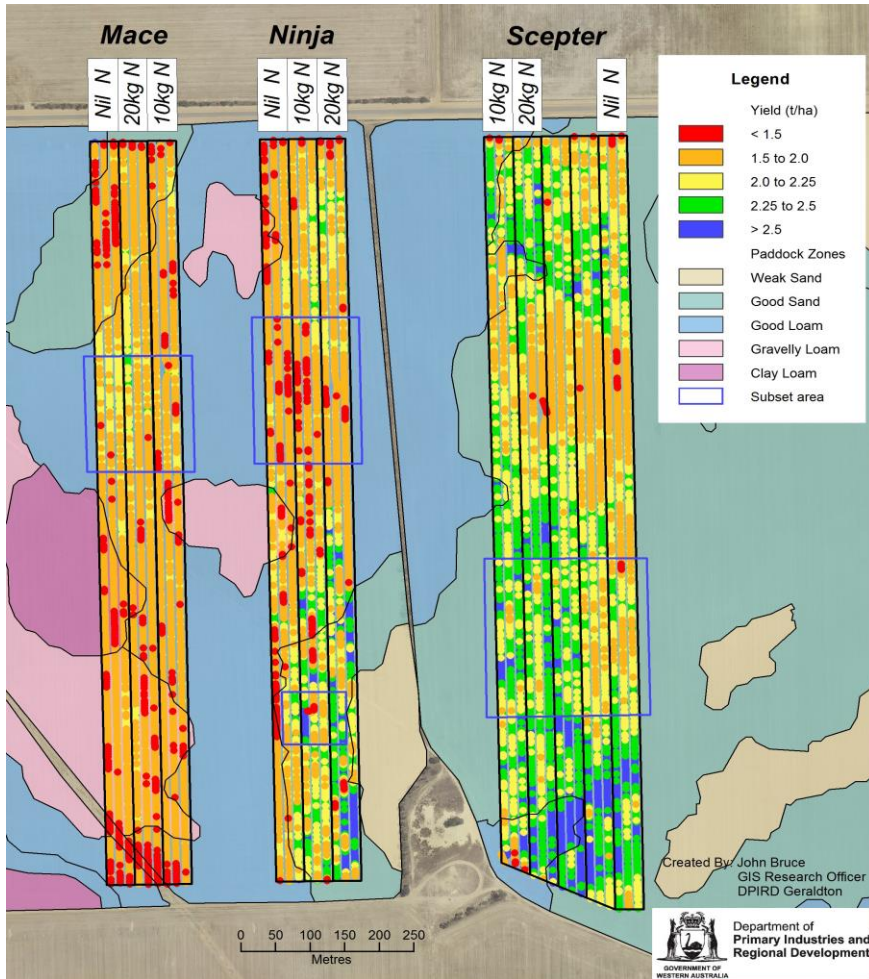 Mace
Ninja
Scepter
Nil N
20kg N
10kg N
Nil N
10kg N
20kg N
10kg N
20kg N
Nil N
Legend
Yield (t/ha)
< 1.5
1.5 to 2.0
2.0 to 2.25
2.25 to 2.5
> 2.5
Paddock Zones
Weak Sand
Good Sand
Good Loam
Gravelly Loam
Clay Loam
Subset area
Created By: John Bruce
GIS Research Officer
DPIRD Geraldton
0 50 100 150 200 250
Metres
GOVERNMENT OF
WESTERN AUSTRALIA
Department of
Primary Industries and
Regional Development